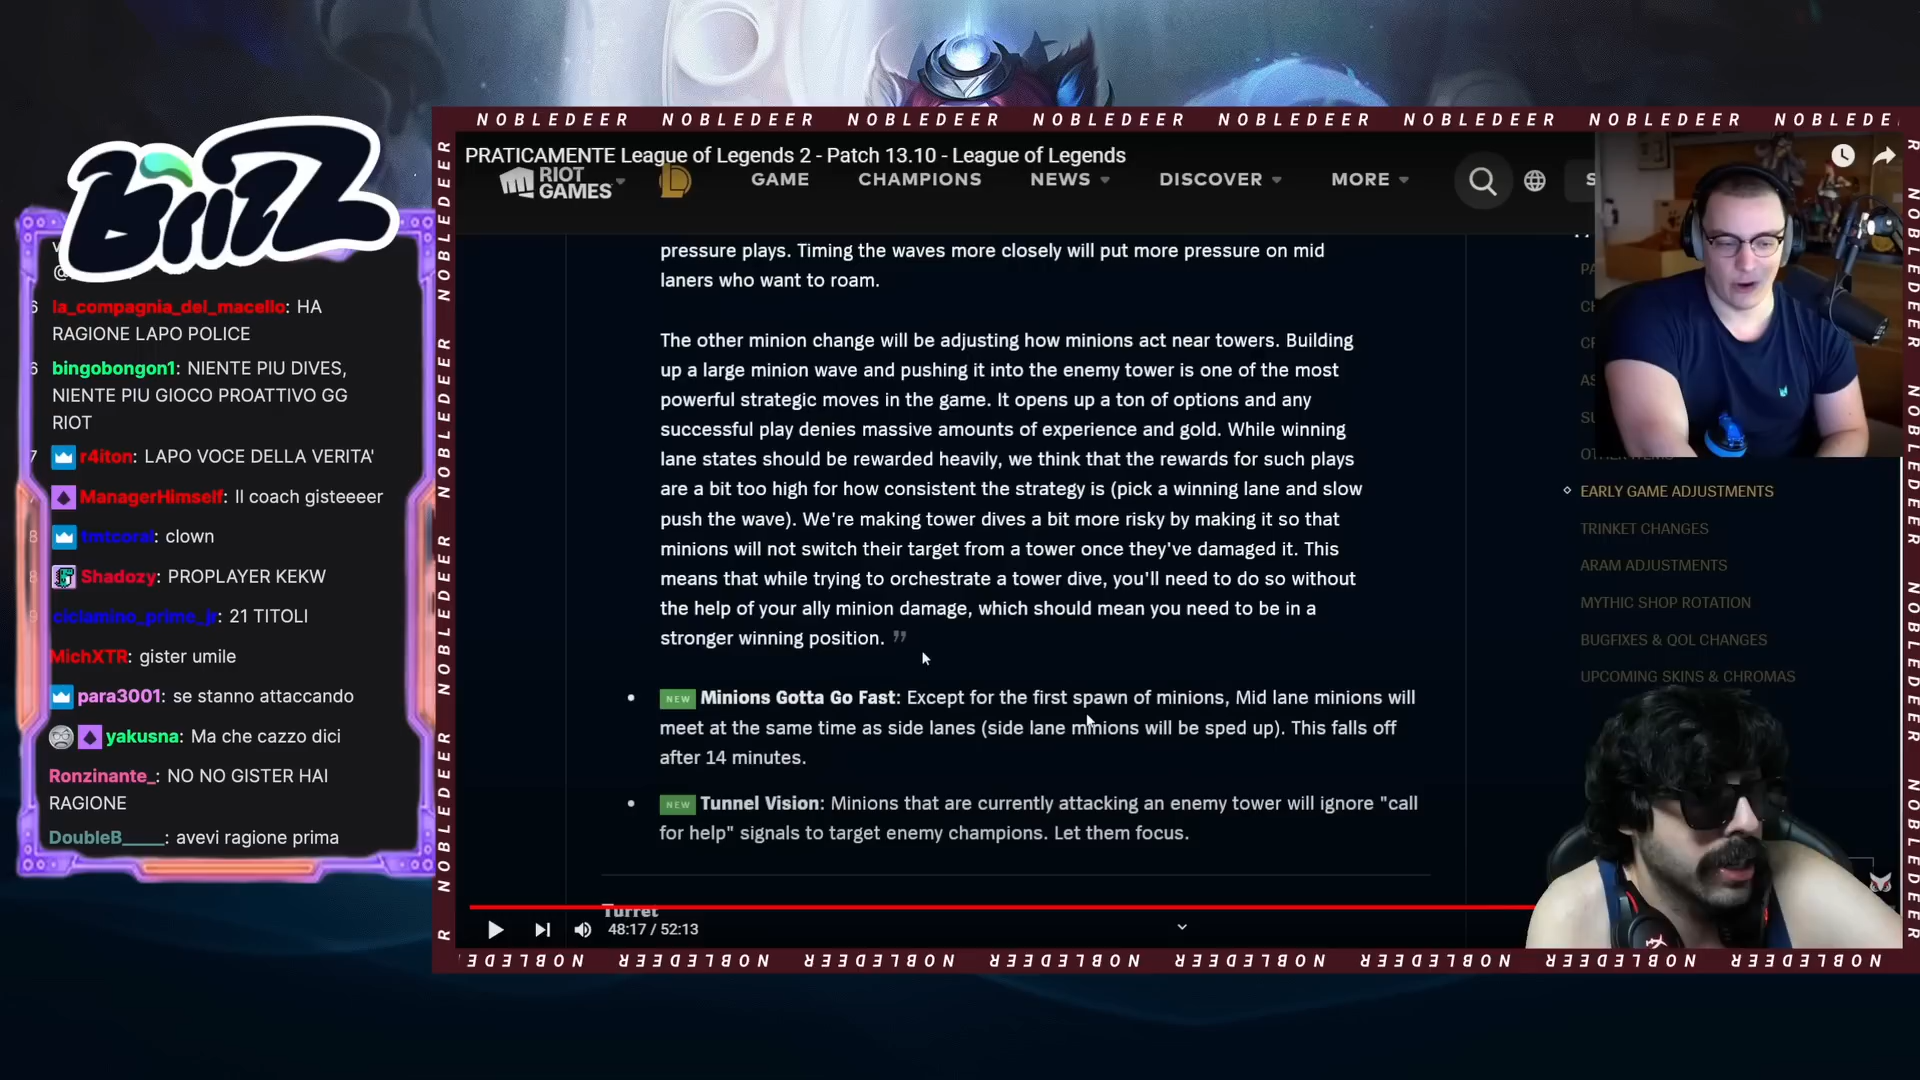 Brizz
la_compagnia_del_macello: HA
RAGIONE LAPO POLICE
bingobongon1: NIENTE PIU DIVES,
NIENTE PIU GIOCO PROATTIVO GG
RIOT
r4iton: LAPO VOCE DELLA VERITA'
ManagerHimself: Il coach gisteeeer
tmtcoral: clown
Shadozy: PROPLAYER KEKW
ciclamino_prime_jr: 21 TITOLI
MichXTR: gister umile
para3001: se stanno attaccando
yakusna: Ma che cazzo dici
Ronzinante_: NO NO GISTER HAI
RAGIONE
DoubleB_____: avevi ragione prima
NOBLEDEER NOBLEDEER NOBLEDEER NOBLEDEER NOBLEDEER NOBLEDEER NOBLEDEER NOBLEDE
PRATICAMENTE League of Legends 2 - Patch 13.10 - League of Legends
RIOT
GAMES
GAME CHAMPIONS NEWS DISCOVER MORE
pressure plays. Timing the waves more closely will put more pressure on mid
laners who want to roam.
The other minion change will be adjusting how minions act near towers. Building
up a large minion wave and pushing it into the enemy tower is one of the most
powerful strategic moves in the game. It opens up a ton of options and any
successful play denies massive amounts of experience and gold. While winning
lane states should be rewarded heavily, we think that the rewards for such plays
are a bit too high for how consistent the strategy is (pick a winning lane and slow
push the wave). We're making tower dives a bit more risky by making it so that
minions will not switch their target from a tower once they've damaged it. This
means that while trying to orchestrate a tower dive, you'll need to do so without
the help of your ally minion damage, which should mean you need to be in a
stronger winning position. ”
NEW Minions Gotta Go Fast: Except for the first spawn of minions, Mid lane minions will
meet at the same time as side lanes (side lane minions will be sped up). This falls off
after 14 minutes.
NEW Tunnel Vision: Minions that are currently attacking an enemy tower will ignore "call
for help" signals to target enemy champions. Let them focus.
Turret
48:17 / 52:13
EARLY GAME ADJUSTMENTS
TRINKET CHANGES
ARAM ADJUSTMENTS
MYTHIC SHOP ROTATION
BUGFIXES & QOL CHANGES
UPCOMING SKINS & CHROMAS
NOBLEDEER NOBLEDEER NOBLEDEER NOBLEDEER NOBLEDEER NOBLEDEER NOBLEDEER NOBLEDEER